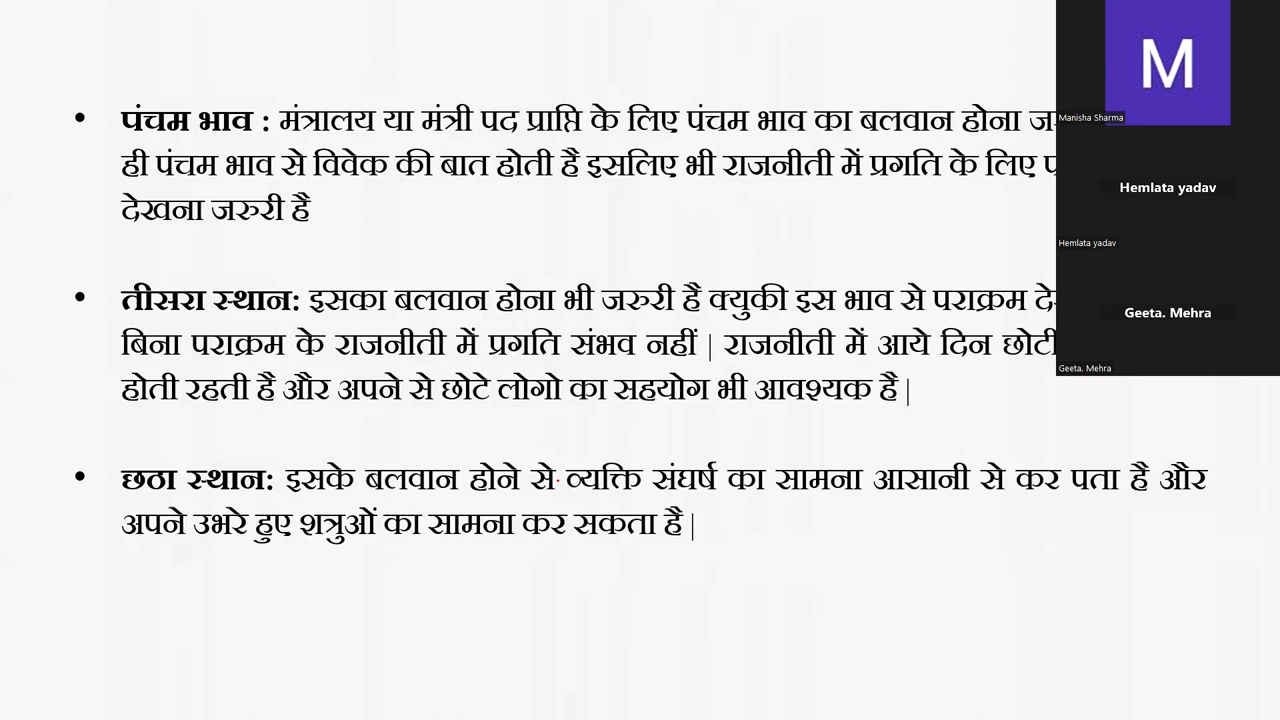 • पंचम भाव : मंत्रालय या मंत्री पद प्राप्ति के लिए पंचम भाव का बलवान होना
ही पंचम भाव से विवेक की बात होती है इसलिए भी राजनीती में प्रगति के लिए
देखना जरुरी है
• तीसरा स्थान: इसका बलवान होना भी जरुरी है क्युकी इस भाव से पराक्रम
बिना पराक्रम के राजनीती में प्रगति संभव नहीं | राजनीती में आये दिन छोटी
होती रहती है और अपने से छोटे लोगो का सहयोग भी आवश्यक है |
• छठा स्थान: इसके बलवान होने से व्यक्ति संघर्ष का सामना आसानी से कर पता है और
अपने उभरे हुए शत्रुओं का सामना कर सकता है |
M
Manisha Sharma
Hemlata yadav
Hemlata yadav
Geeta. Mehra
Geeta. Mehra